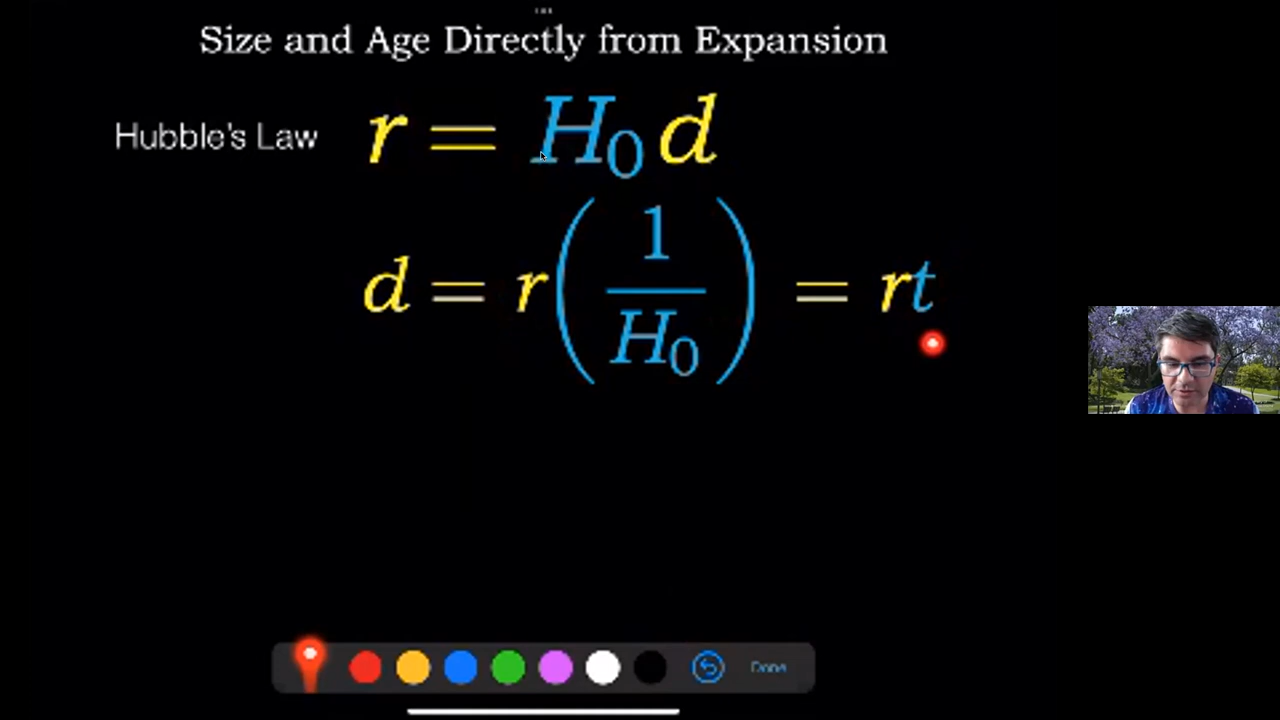 Size and Age Directly from Expansion
Hubble's Law r = H₀d
d = r(1/H₀) = rt
Done